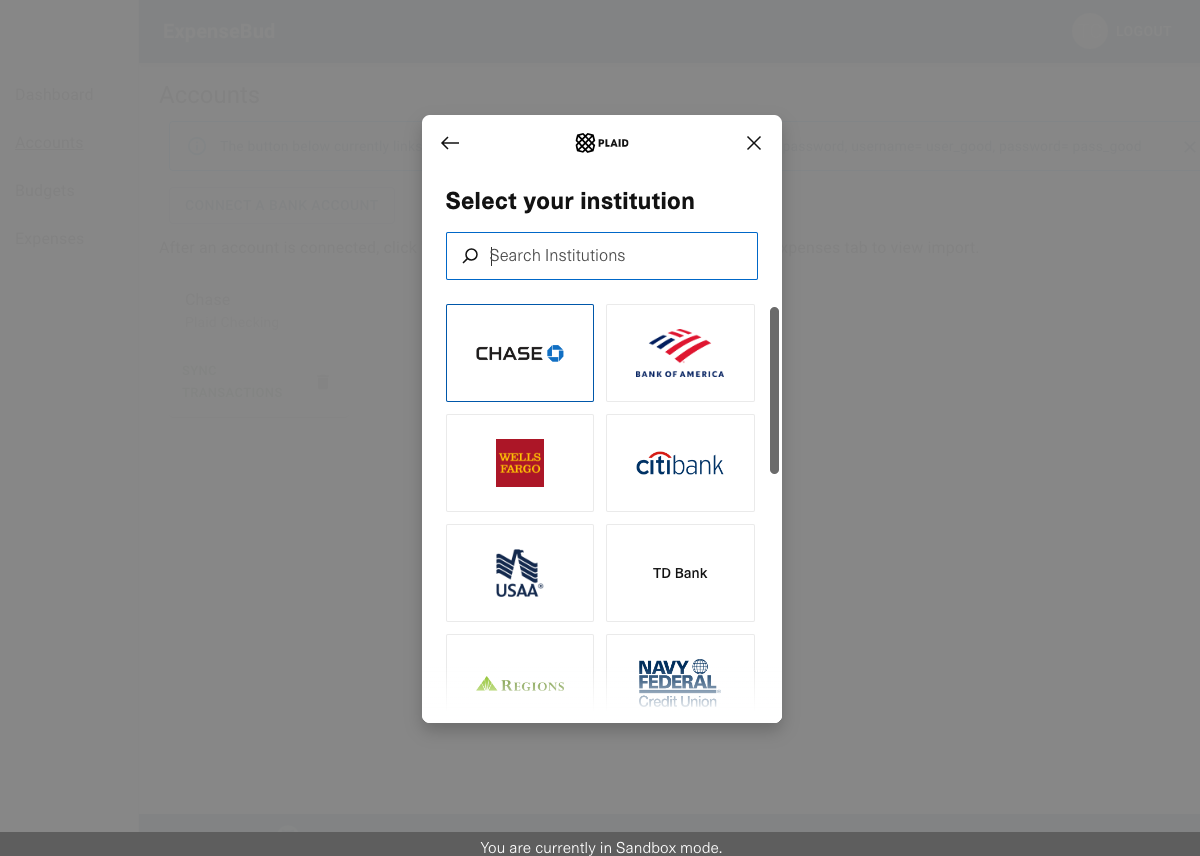 ExpenseBud
Logout
Dashboard
Accounts
Accounts
Budgets
CONNECT A BANK ACCOUNT
Expenses
After an account is connected, click
expenses tab to view import
Chase
PLAID
Select your institution
Search Institutions
CHASE
BANK OF AMERICA
WELLS
FARGO
citibank
USAA®
TD Bank
REGIONS
NAVY
FEDERAL
Credit Union
You are currently in Sandbox mode.